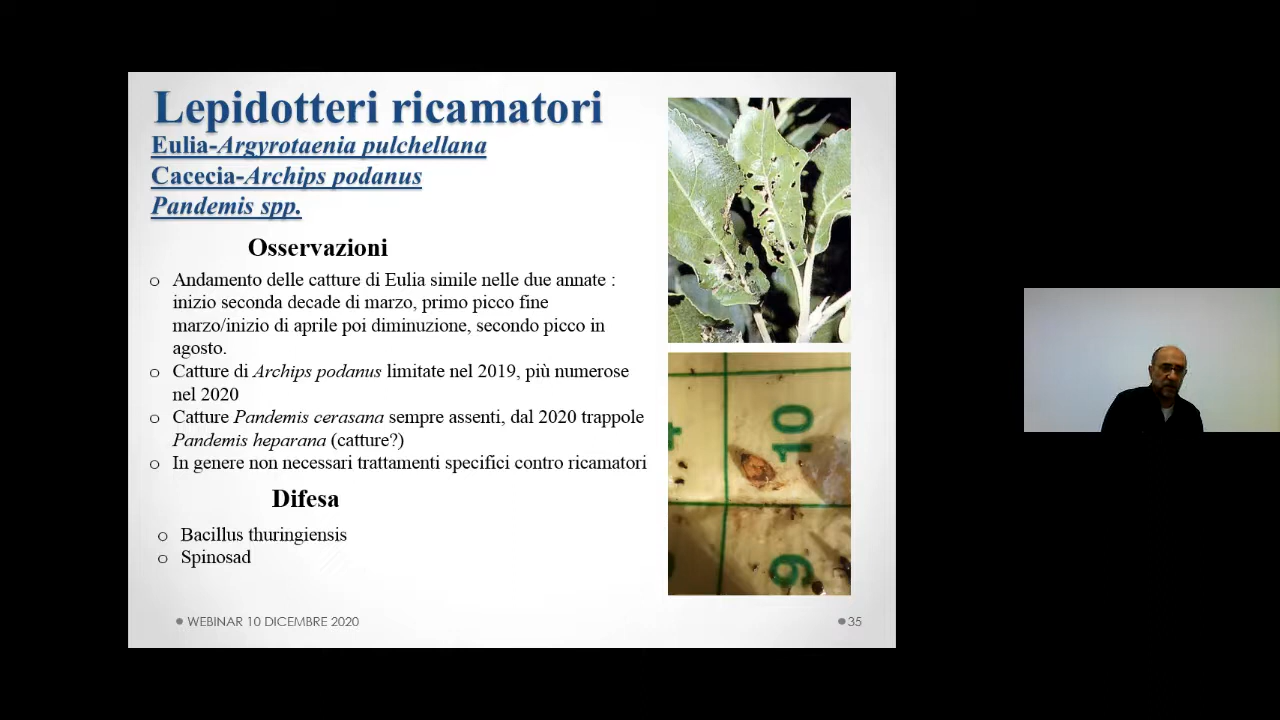 Lepidotteri ricamatori
Eulia-Argyrotaenia pulchellana
Cacecia-Archips podanus
Pandemis spp.
Osservazioni
o Andamento delle catture di Eulia simile nelle due annate :
inizio seconda decade di marzo, primo picco fine
marzo/inizio di aprile poi diminuzione, secondo picco in
agosto.
o Catture di Archips podanus limitate nel 2019, più numerose
nel 2020
o Catture Pandemis cerasana sempre assenti, dal 2020 trappole
Pandemis heparana (catture?)
o In genere non necessari trattamenti specifici contro ricamatori
Difesa
o Bacillus thuringiensis
o Spinosad
10
9
● WEBINAR 10 DICEMBRE 2020
● 35